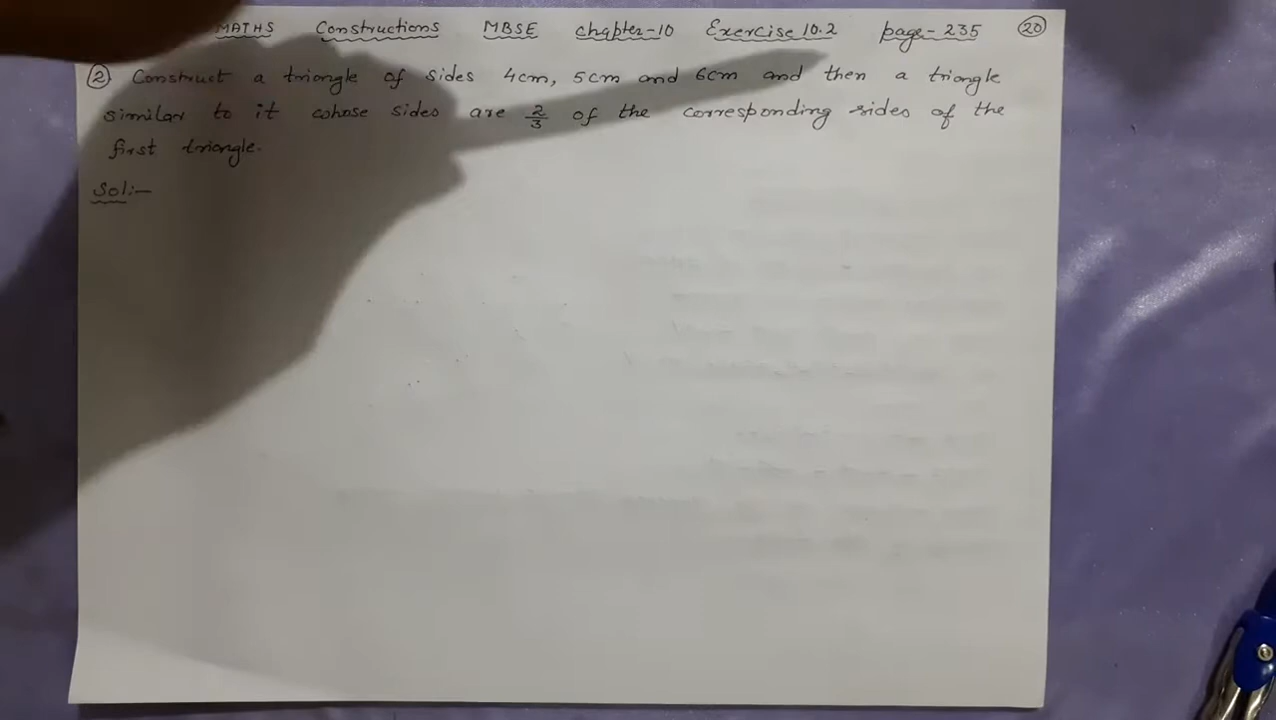 MATHS Constructions MBSE chapter-10 Exercise 10.2 page-235 20
2 Construct a triangle of sides 4cm, 5cm and 6cm and then a triangle
similar to it whose sides are 2/3 of the corresponding sides of the
first triangle.
Sol:-